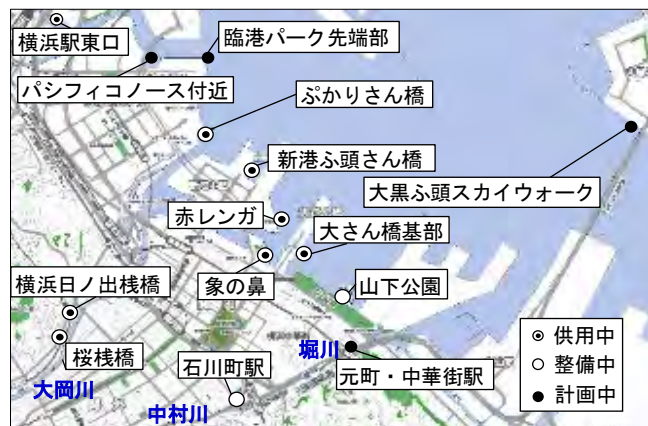 横浜駅東口
臨港パーク先端部
パシフィコノース付近
ぷかりさん橋
新港ふ頭さん橋
大黒ふ頭スカイウォーク
赤レンガ
大さん橋基部
横浜日ノ出桟橋
象の鼻
山下公園
桜桟橋
石川町駅
堀川
元町・中華街駅
大岡川
中村川
供用中
整備中
計画中